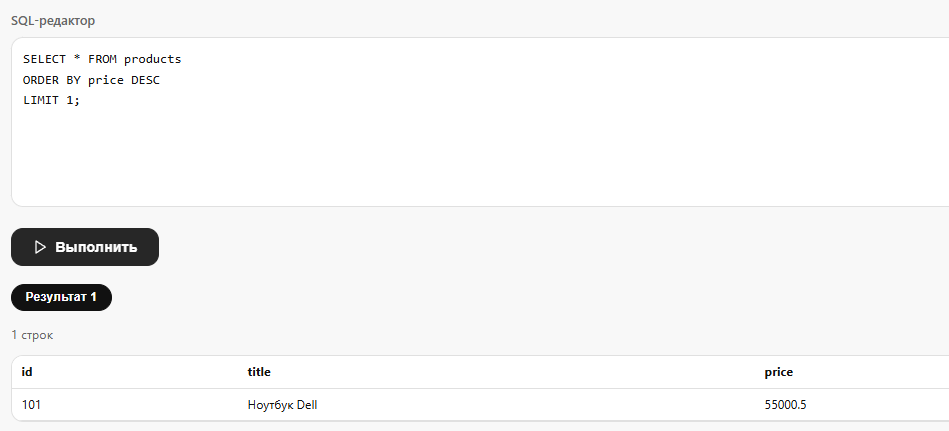 SQL-редактор
SELECT * FROM products
ORDER BY price DESC
LIMIT 1;
Выполнить
Результат 1
1 строк
id title price
101 Ноутбук Dell 55000.5